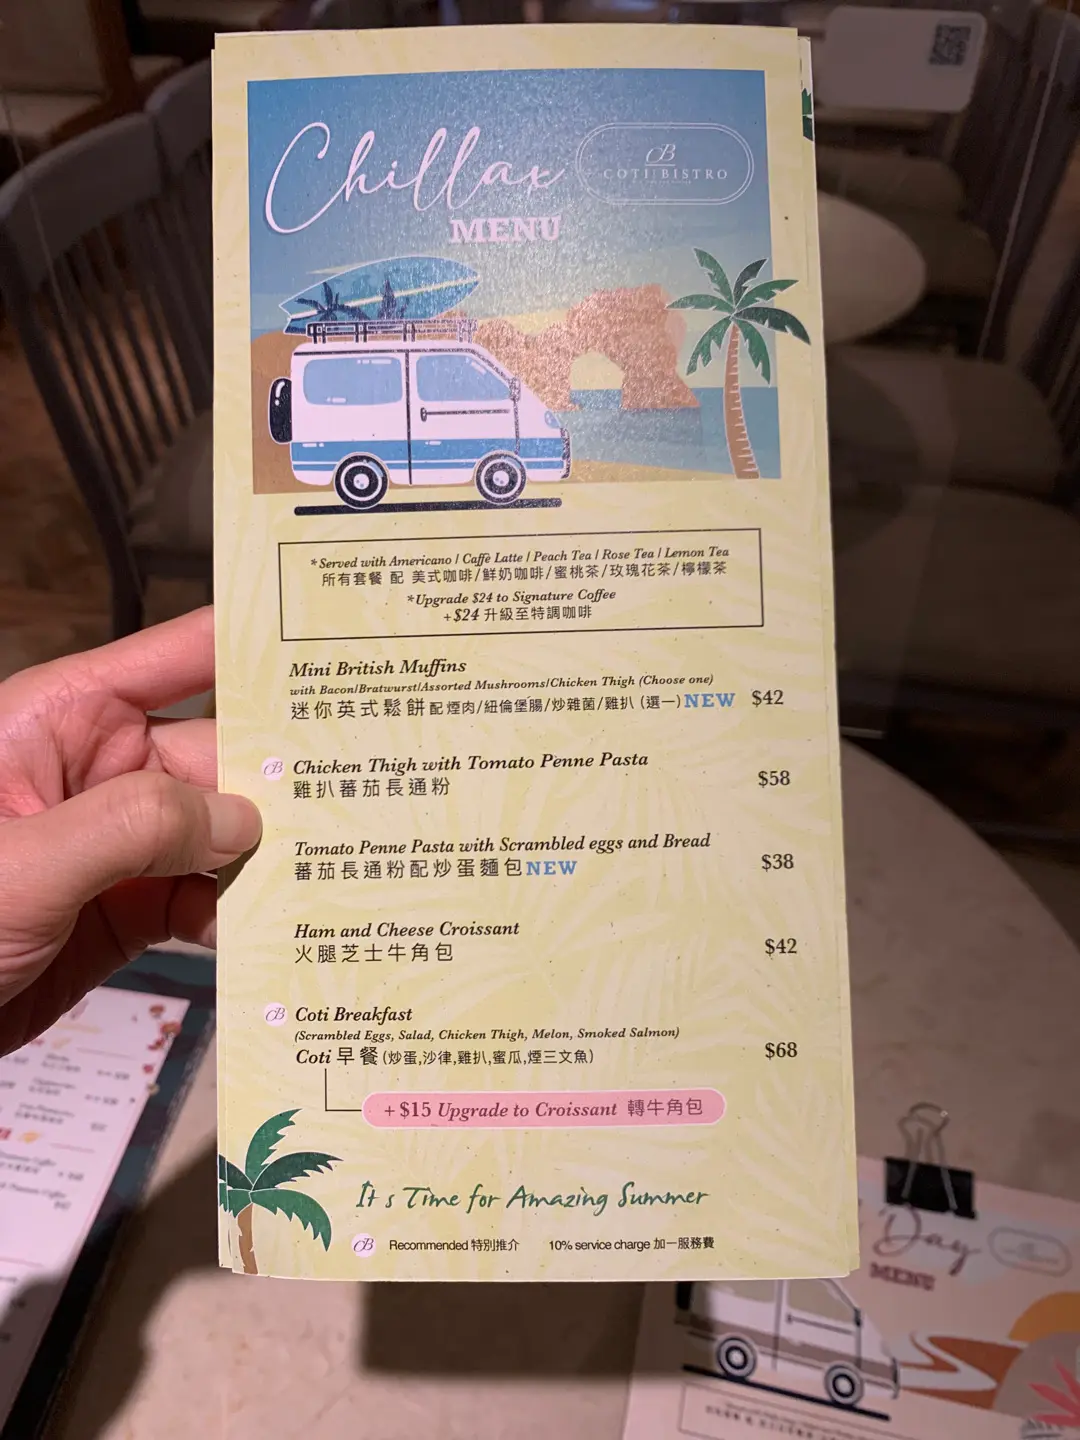 Chillax
MENU
CB
COTI BISTRO
*Served with Americano / Caffè Latte / Peach Tea / Rose Tea / Lemon Tea
所有套餐 配 美式咖啡/鮮奶咖啡/蜜桃茶/玫瑰花茶/檸檬茶
*Upgrade $24 to Signature Coffee
+$24 升級至特調咖啡
Mini British Muffins
with Bacon/Bratwurst/Assorted Mushrooms/Chicken Thigh (Choose one)
迷你英式鬆餅配煙肉/紐倫堡腸/炒雜菌/雞扒 (選一) NEW $42
CB Chicken Thigh with Tomato Penne Pasta
雞扒蕃茄長通粉 $58
Tomato Penne Pasta with Scrambled eggs and Bread
蕃茄長通粉配炒蛋麵包 NEW $38
Ham and Cheese Croissant
火腿芝士牛角包 $42
CB Coti Breakfast
(Scrambled Eggs, Salad, Chicken Thigh, Melon, Smoked Salmon)
Coti 早餐 (炒蛋,沙律,雞扒,蜜瓜,煙三文魚) $68
+ $15 Upgrade to Croissant 轉牛角包
It's Time for Amazing Summer
CB Recommended 特別推介 10% service charge 加一服務費
Day
MENU